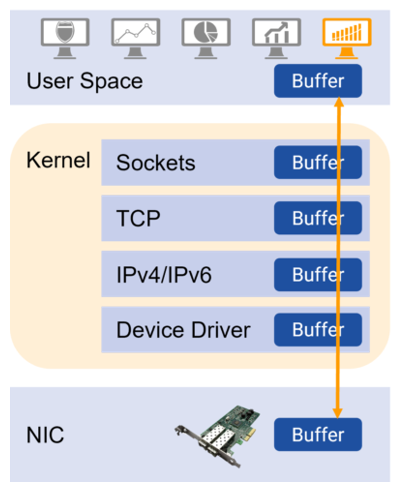 User Space Buffer
Kernel Sockets Buffer
TCP Buffer
IPv4/IPv6 Buffer
Device Driver Buffer
NIC Buffer